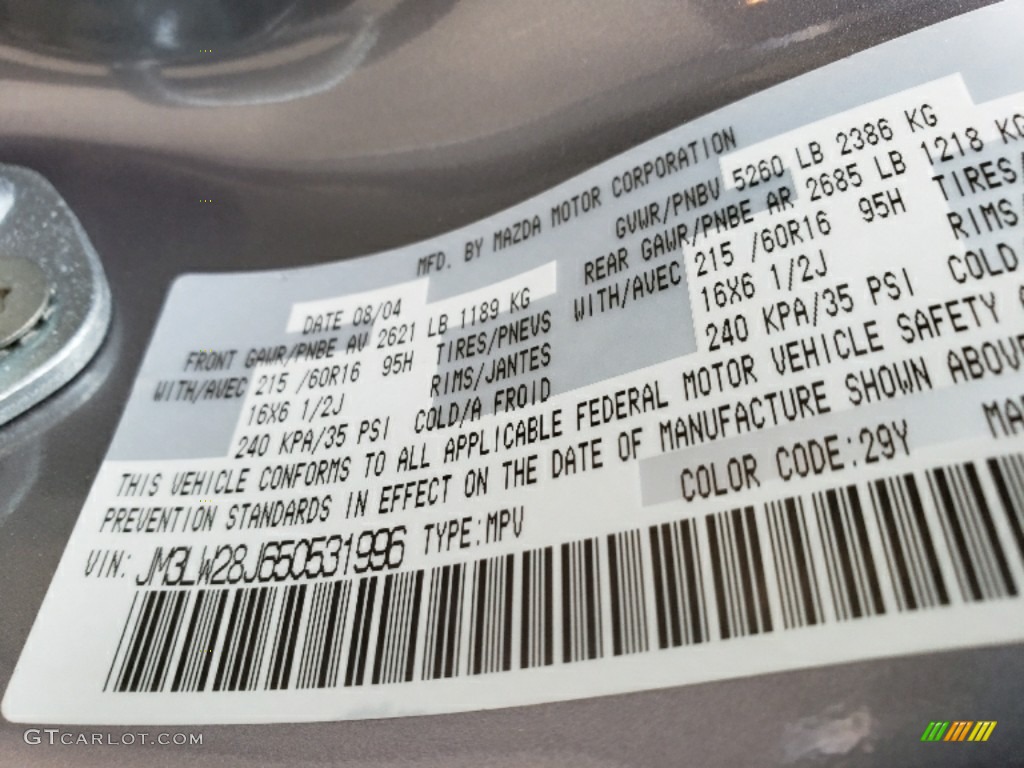 MFD. BY MAZDA MOTOR CORPORATION
DATE 08/04 GVWR/PNBV 5260 LB 2386 KG
FRONT GAWR/PNBE AV 2621 LB 1189 KG REAR GAWR/PNBE AR 2685 LB 1218 KG
WITH/AVEC 215 /60R16 95H TIRES/PNEUS WITH/AVEC 215 /60R16 95H TIRES/
16X6 1/2J RIMS/JANTES 16X6 1/2J RIMS/
240 KPA/35 PSI COLD/A FROID 240 KPA/35 PSI COLD
THIS VEHICLE CONFORMS TO ALL APPLICABLE FEDERAL MOTOR VEHICLE SAFETY
PREVENTION STANDARDS IN EFFECT ON THE DATE OF MANUFACTURE SHOWN ABOVE
COLOR CODE:29Y
VIN: JM3LW28J650531996 TYPE:MPV
GTCARLOT.COM